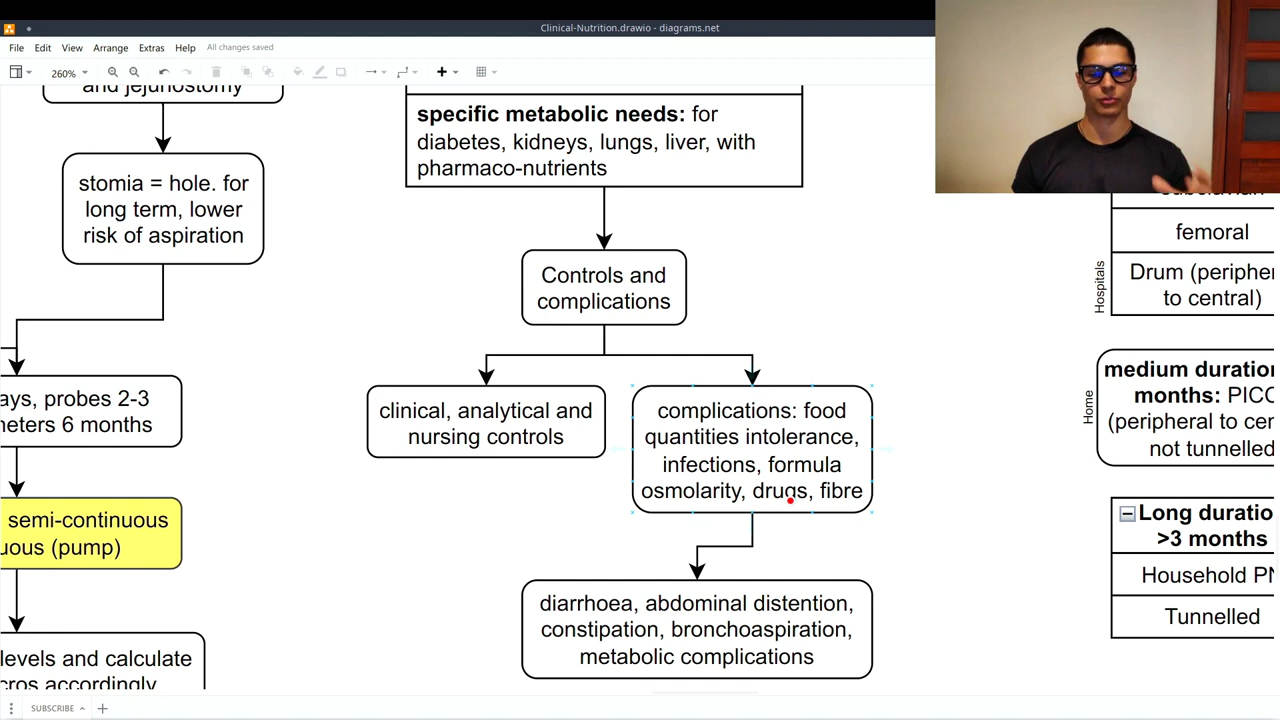 Clinical-Nutrition.drawio - diagrams.net
File Edit View Arrange Extras Help All changes saved
260%
and jejunostomy
stomia = hole. for
long term, lower
risk of aspiration
ays, probes 2-3
neters 6 months
semi-continuous
uous (pump)
levels and calculate
cros accordingly
specific metabolic needs: for
diabetes, kidneys, lungs, liver, with
pharmaco-nutrients
Controls and
complications
clinical, analytical and
nursing controls
complications: food
quantities intolerance,
infections, formula
osmolarity, drugs, fibre
diarrhoea, abdominal distention,
constipation, bronchoaspiration,
metabolic complications
femoral
Hospitals
Drum (peripher
to central)
Home
medium duration
months: PICC
(peripheral to cen
not tunnelled
Long duratio
>3 months
Household PN
Tunnelled
SUBSCRIBE